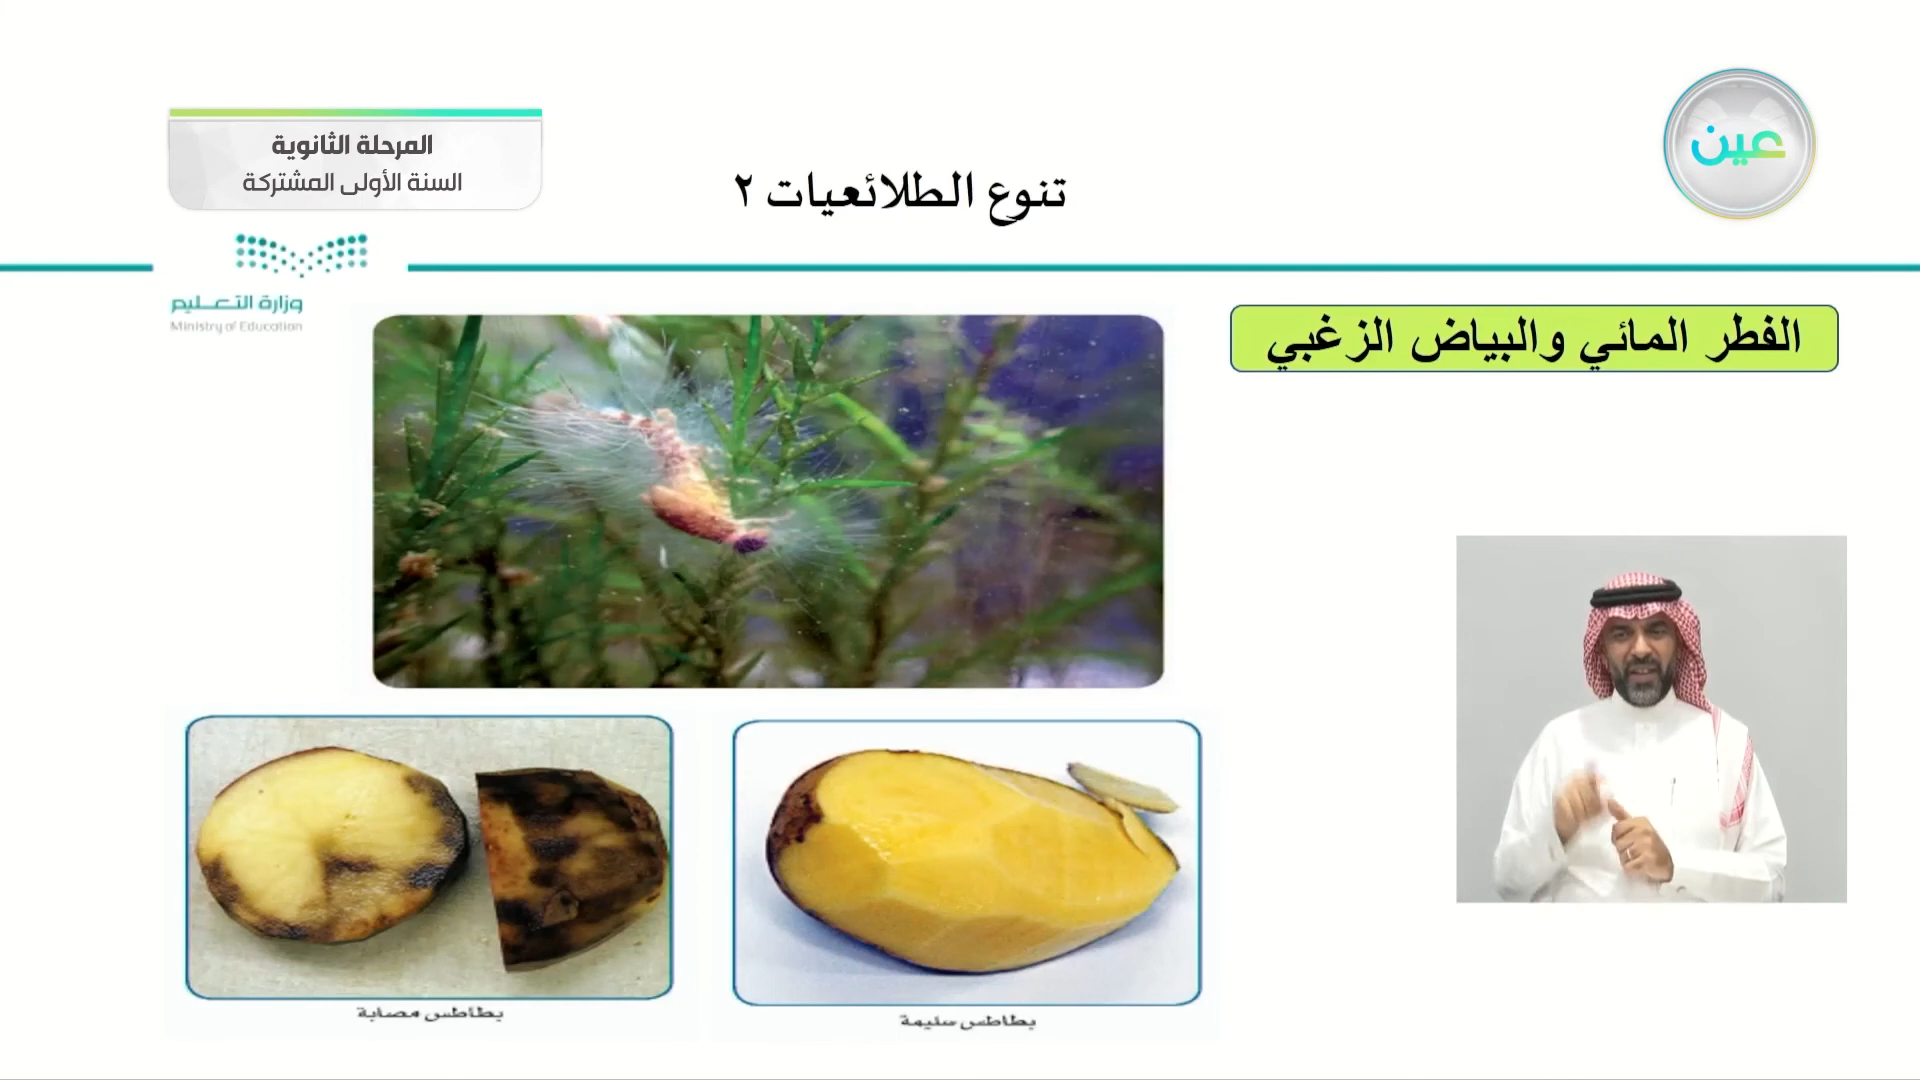 عين
المرحلة الثانوية
السنة الأولى المشتركة
تنوع الطلائعيات ٢
وزارة التعليم
Ministry of Education
الفطر المائي والبياض الزغبي
بطاطس سليمة
بطاطس مصابة